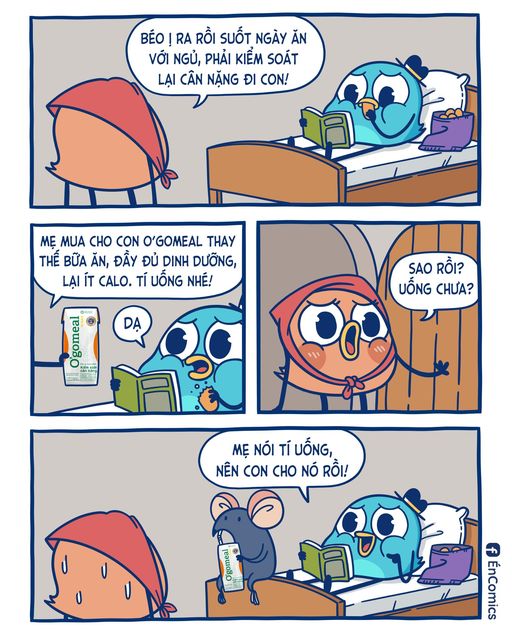 BÉO Ị RA RỒI SUỐT NGÀY ĂN
VỚI NGỦ, PHẢI KIỂM SOÁT
LẠI CÂN NẶNG ĐI CON!
MẸ MUA CHO CON O'GOMEAL THAY
THẾ BỮA ĂN, ĐẦY ĐỦ DINH DƯỠNG,
LẠI ÍT CALO. TÍ UỐNG NHÉ!
DẠ
O'gomeal
SAO RỒI?
UỐNG CHƯA?
MẸ NÓI TÍ UỐNG,
NÊN CON CHO NÓ RỒI!
O'gomeal
ÉnComics